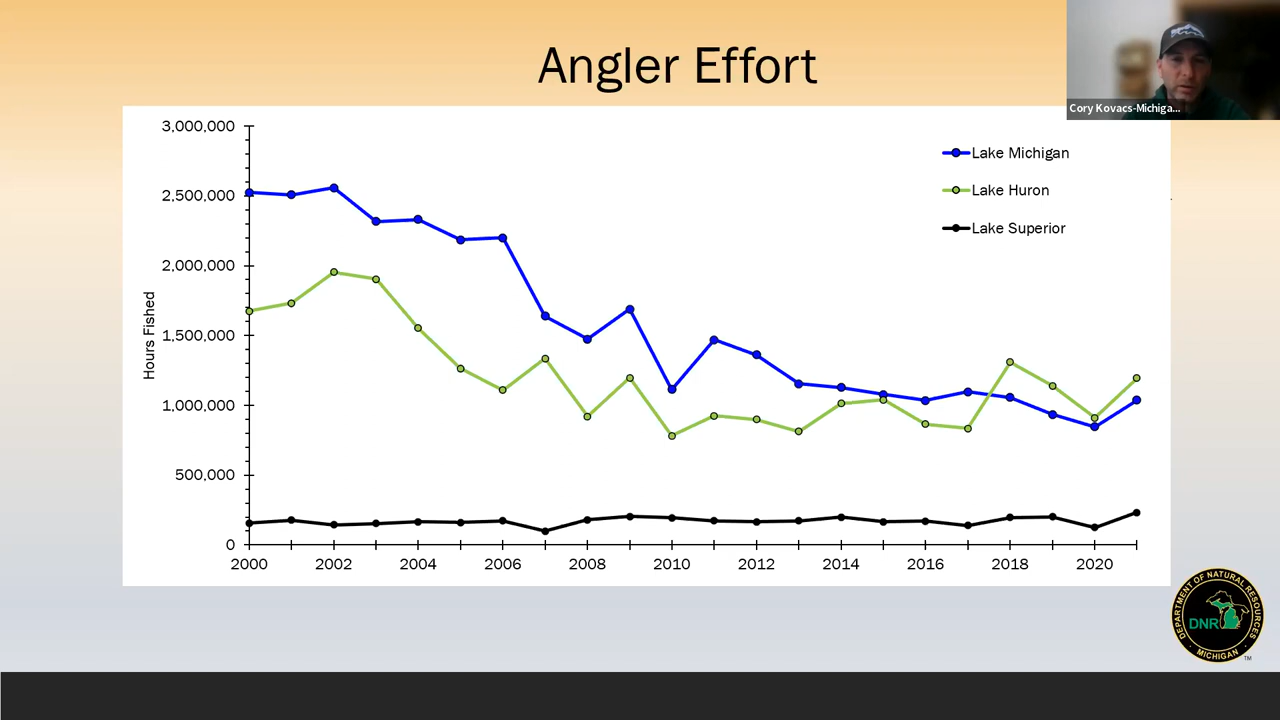 Angler Effort
Cory Kovacs-Michiga...
3,000,000
2,500,000
2,000,000
1,500,000
1,000,000
500,000
0
Hours Fished
Lake Michigan
Lake Huron
Lake Superior
2000 2002 2004 2006 2008 2010 2012 2014 2016 2018 2020
DEPARTMENT OF NATURAL RESOURCES
DNR
MICHIGAN
TM